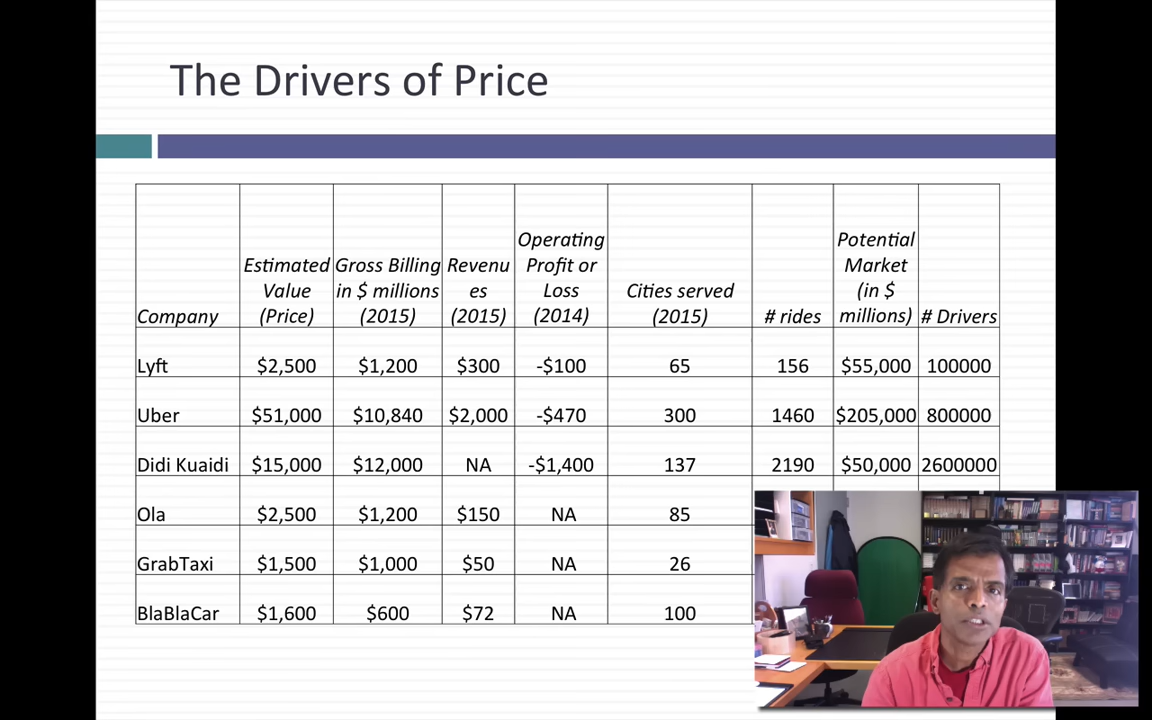 The Drivers of Price
Company
Estimated
Value
(Price)
Gross Billing
in $ millions
(2015)
Revenu
es
(2015)
Operating
Profit or
Loss
(2014)
Cities served
(2015)
# rides
Potential
Market
(in $
millions)
# Drivers
Lyft $2,500 $1,200 $300 -$100 65 156 $55,000 100000
Uber $51,000 $10,840 $2,000 -$470 300 1460 $205,000 800000
Didi Kuaidi $15,000 $12,000 NA -$1,400 137 2190 $50,000 2600000
Ola $2,500 $1,200 $150 NA 85
GrabTaxi $1,500 $1,000 $50 NA 26
BlaBlaCar $1,600 $600 $72 NA 100